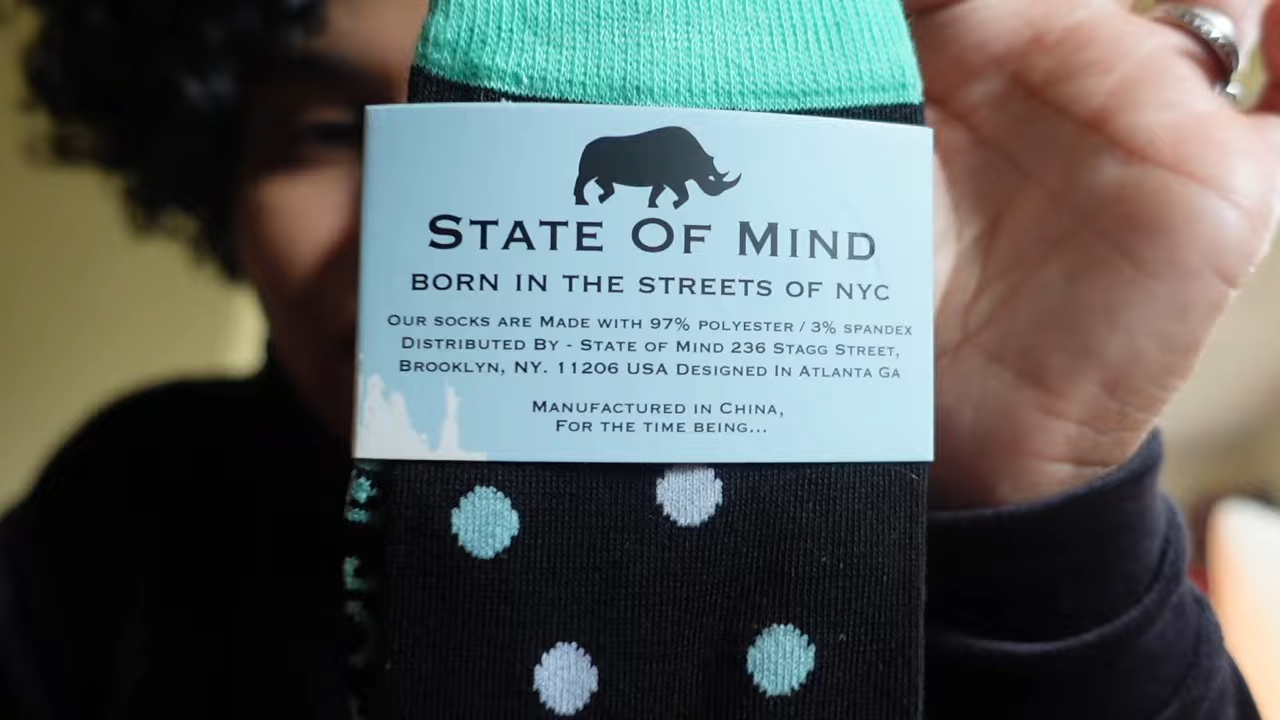 State Of Mind
BORN IN THE STREETS OF NYC
Our socks are Made with 97% polyester / 3% spandex
Distributed By - State of Mind 236 Stagg Street,
Brooklyn, NY. 11206 USA Designed In Atlanta Ga
Manufactured in China,
For the time being...